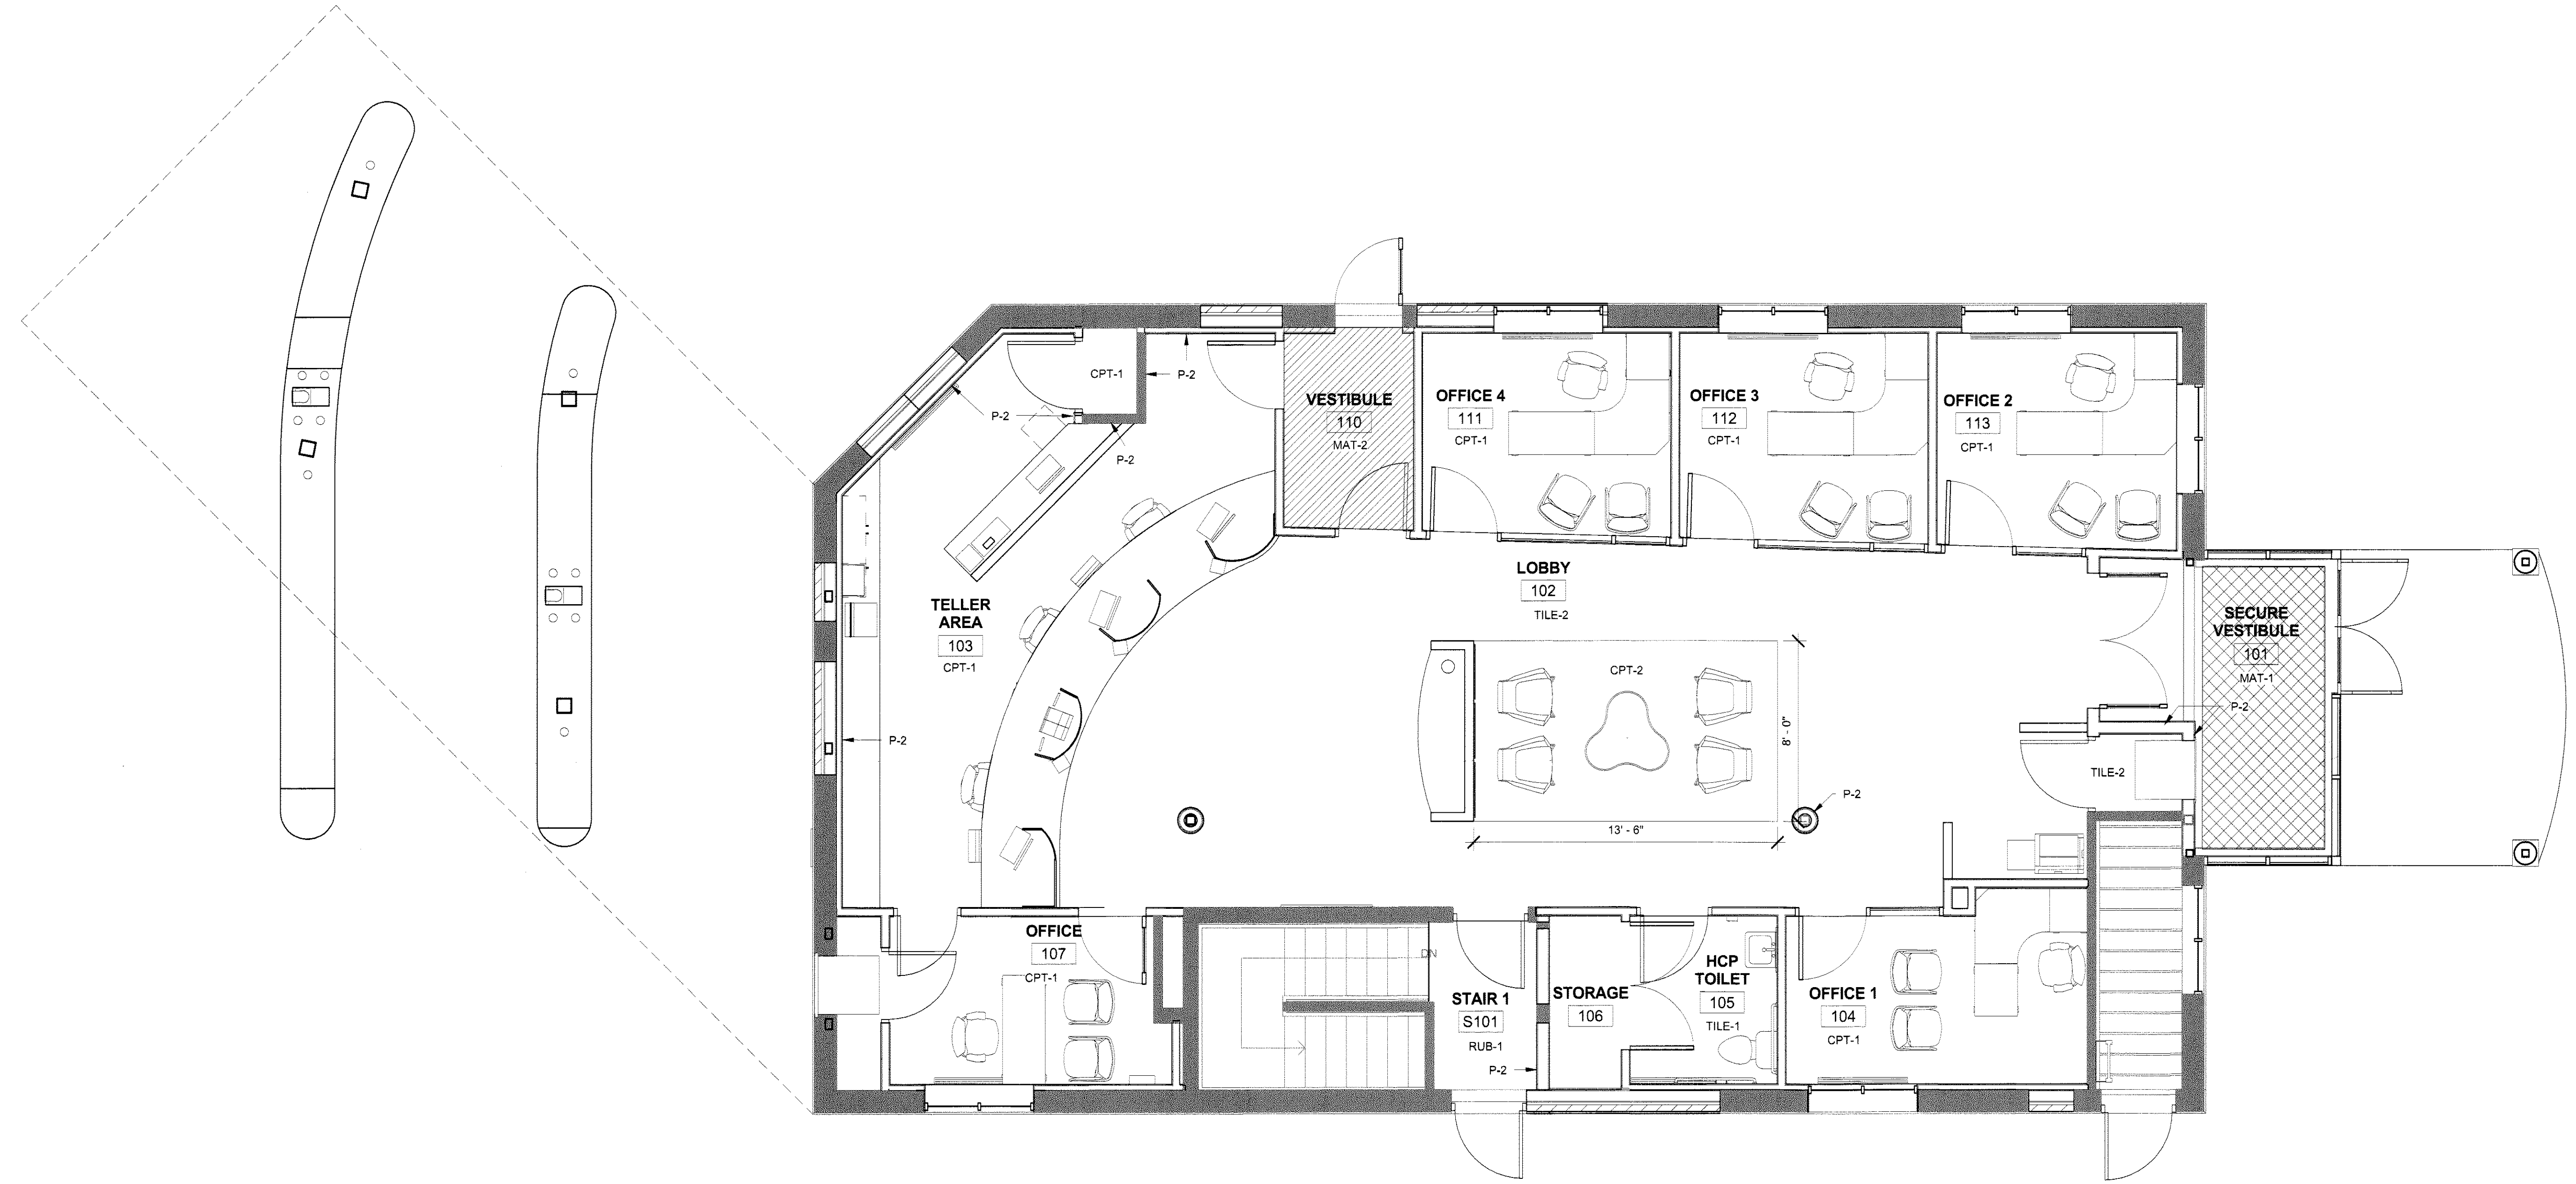 CPT-1
P-2
P-2
P-2
VESTIBULE
110
MAT-2
OFFICE 4
111
CPT-1
OFFICE 3
112
CPT-1
OFFICE 2
113
CPT-1
LOBBY
102
TILE-2
TELLER
AREA
103
CPT-1
P-2
CPT-2
8' - 0"
13' - 6"
P-2
SECURE
VESTIBULE
101
MAT-1
P-2
TILE-2
OFFICE
107
CPT-1
DN
STAIR 1
S101
RUB-1
P-2
STORAGE
106
HCP
TOILET
105
TILE-1
OFFICE 1
104
CPT-1